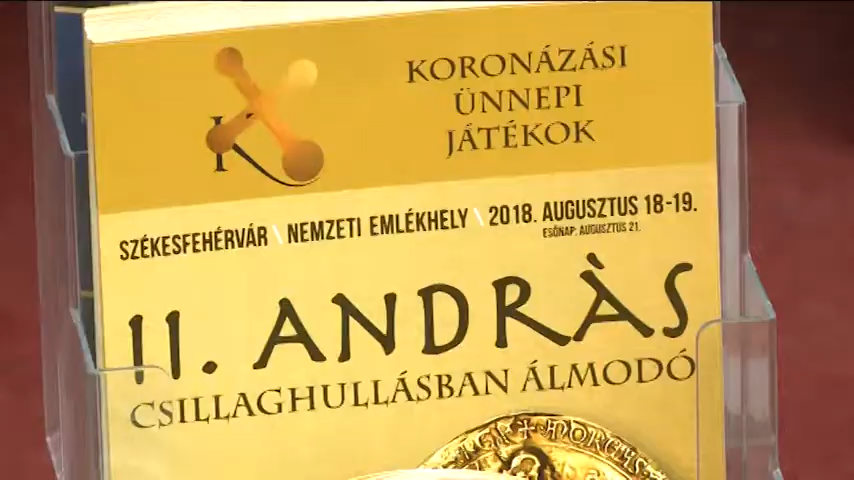 KORONÁZÁSI
ÜNNEPI
JÁTÉKOK
SZÉKESFEHÉRVÁR \ NEMZETI EMLÉKHELY \ 2018. AUGUSZTUS 18-19.
ESŐNAP: AUGUSZTUS 21.
II. ANDRÀS
CSILLAGHULLÁSBAN ÁLMODÓ